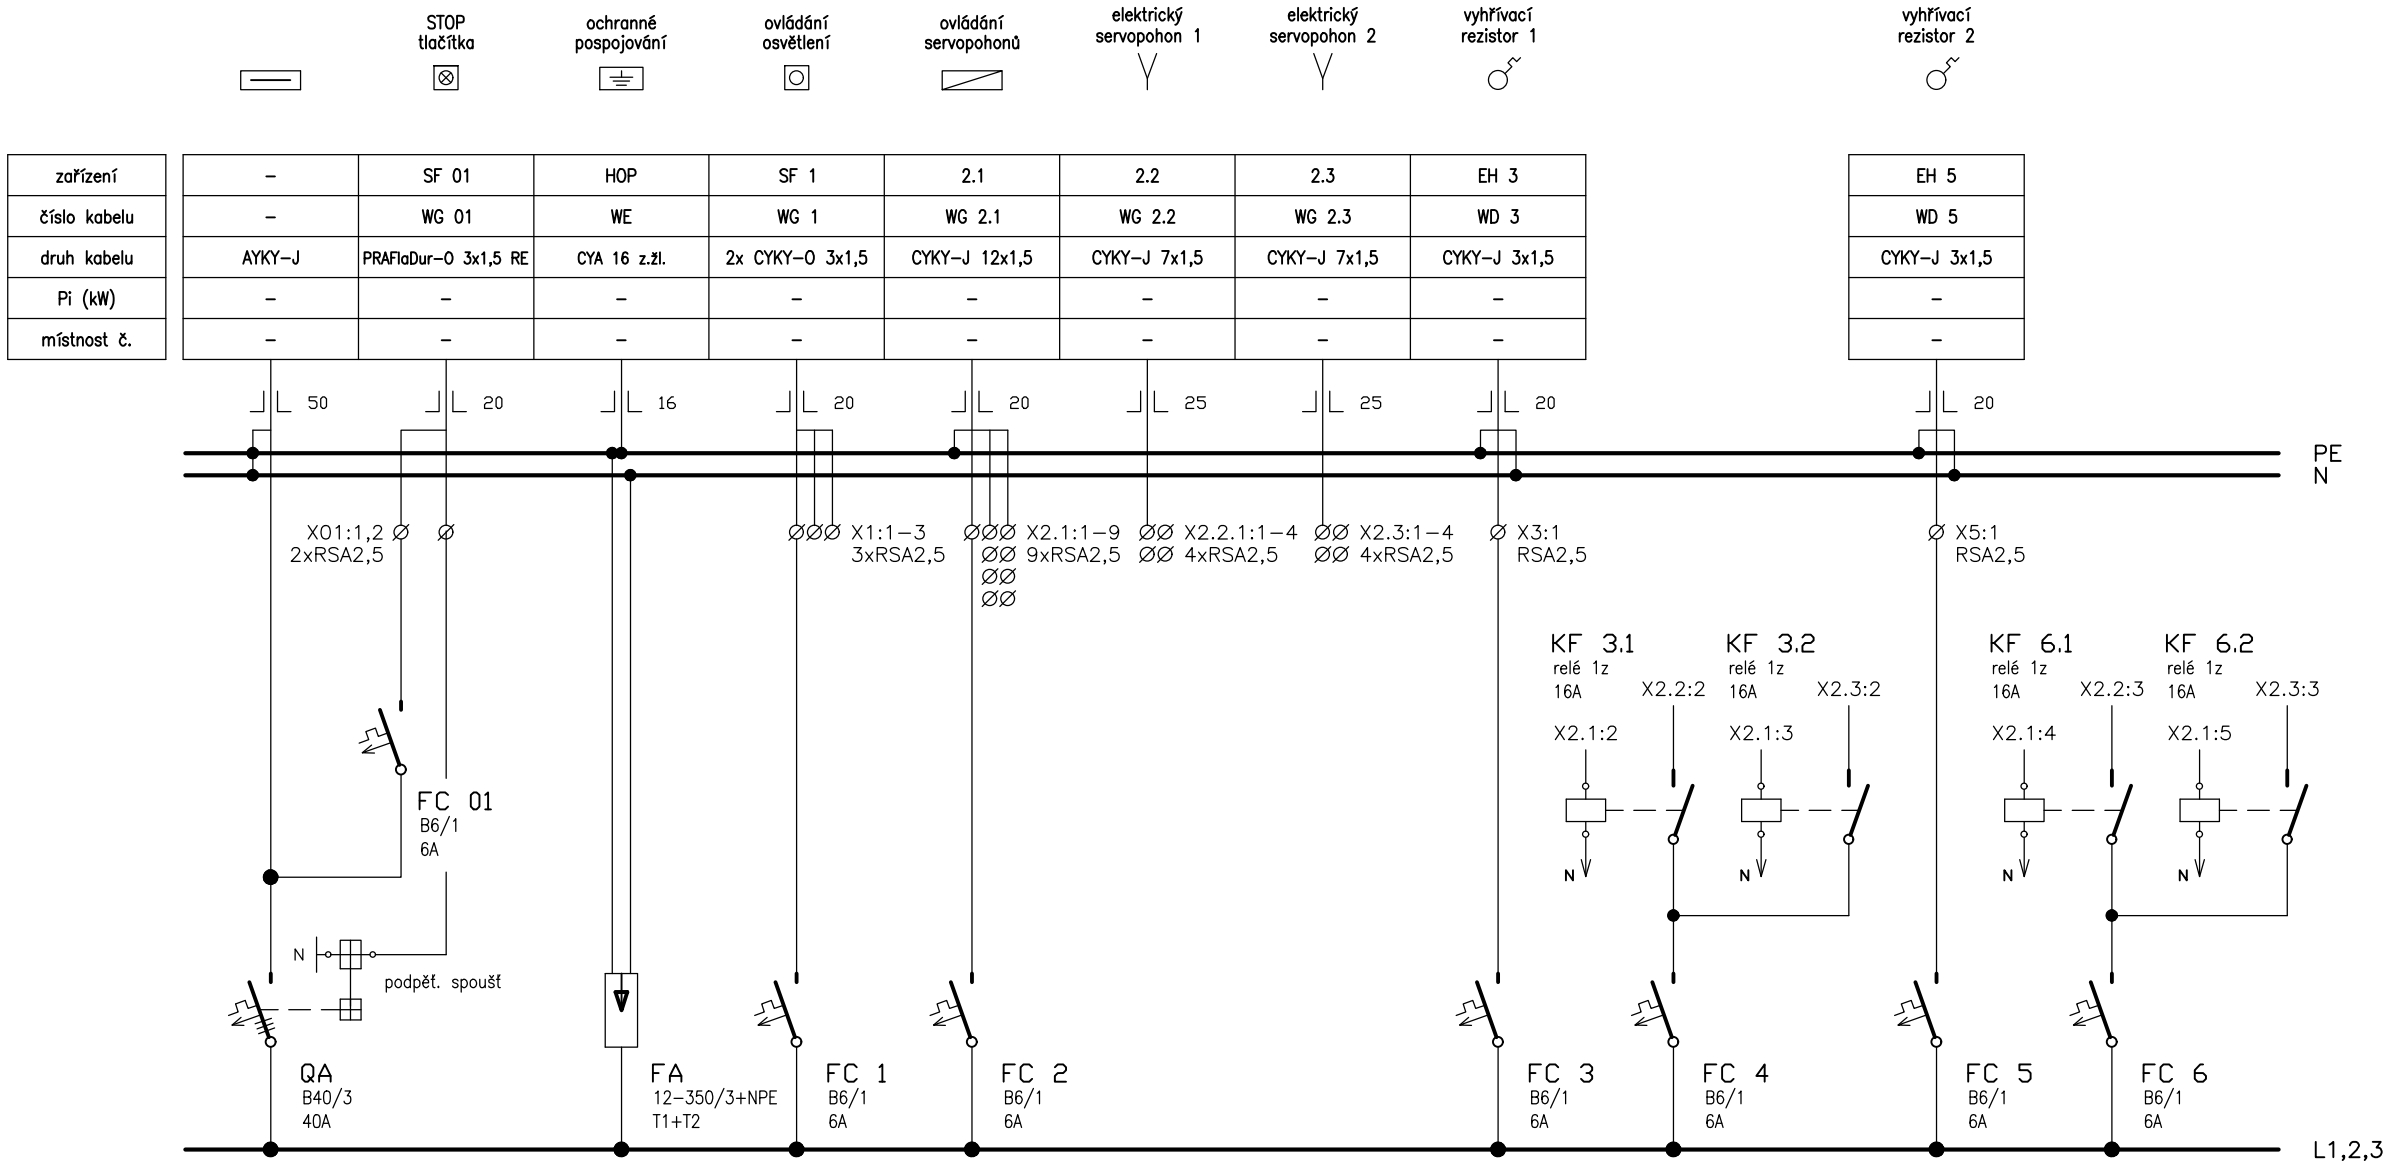 STOP
tlačítka
ochranné
pospojování
ovládání
osvětlení
ovládání
servopohonů
elektrický
servopohon 1
elektrický
servopohon 2
vyhřívací
rezistor 1
vyhřívací
rezistor 2
zařízení - SF 01 HOP SF 1 2.1 2.2 2.3 EH 3 EH 5
číslo kabelu - WG 01 WE WG 1 WG 2.1 WG 2.2 WG 2.3 WD 3 WD 5
druh kabelu AYKY-J PRAFlaDur-O 3x1,5 RE CYA 16 z.žl. 2x CYKY-O 3x1,5 CYKY-J 12x1,5 CYKY-J 7x1,5 CYKY-J 7x1,5 CYKY-J 3x1,5 CYKY-J 3x1,5
Pi (kW) - - - - - - - - -
místnost č. - - - - - - - - -
50 20 16 20 20 25 25 20 20
PE
N
X01:1,2
2xRSA2,5
X1:1-3
3xRSA2,5
X2.1:1-9
9xRSA2,5
X2.2.1:1-4
4xRSA2,5
X2.3:1-4
4xRSA2,5
X3:1
RSA2,5
X5:1
RSA2,5
KF 3.1
relé 1z
16A
X2.2:2
X2.1:2
N
KF 3.2
relé 1z
16A
X2.3:2
X2.1:3
N
KF 6.1
relé 1z
16A
X2.2:3
X2.1:4
N
KF 6.2
relé 1z
16A
X2.3:3
X2.1:5
N
FC 01
B6/1
6A
N
podpěť. spoušť
QA
B40/3
40A
FA
12-350/3+NPE
T1+T2
FC 1
B6/1
6A
FC 2
B6/1
6A
FC 3
B6/1
6A
FC 4
B6/1
6A
FC 5
B6/1
6A
FC 6
B6/1
6A
L1,2,3